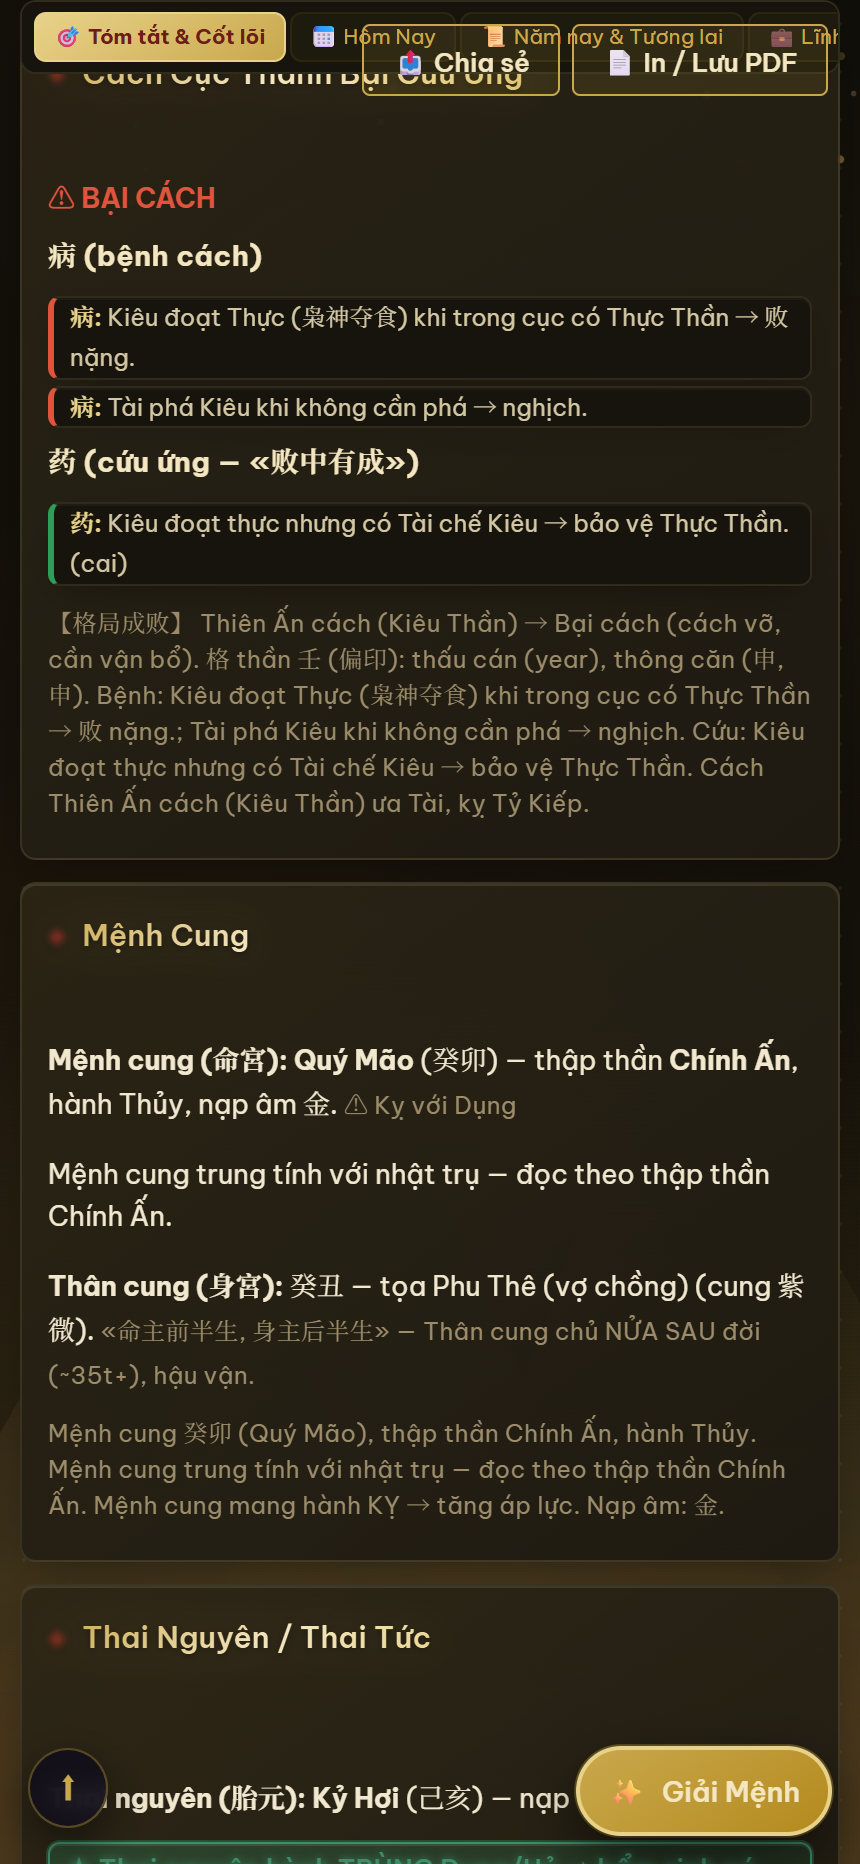 🎯 Tóm tắt & Cốt lõi
Hôm Nay
📜 Năm nay & Tương lai
💼 Lĩnh
📤 Chia sẻ
📄 In / Lưu PDF
Cách Cục Thành Bại Cứu Ứng
⚠ BẠI CÁCH
病 (bệnh cách)
病: Kiêu đoạt Thực (枭神夺食) khi trong cục có Thực Thần → 败
nặng.
病: Tài phá Kiêu khi không cần phá → nghịch.
药 (cứu ứng — «败中有成»)
药: Kiêu đoạt thực nhưng có Tài chế Kiêu → bảo vệ Thực Thần.
(cai)
【格局成败】 Thiên Ấn cách (Kiêu Thần) → Bại cách (cách vỡ,
cần vận bổ). 格 thần 壬 (偏印): thấu cán (year), thông căn (申,
申). Bệnh: Kiêu đoạt Thực (枭神夺食) khi trong cục có Thực Thần
→ 败 nặng.; Tài phá Kiêu khi không cần phá → nghịch. Cứu: Kiêu
đoạt thực nhưng có Tài chế Kiêu → bảo vệ Thực Thần. Cách
Thiên Ấn cách (Kiêu Thần) ưa Tài, kỵ Tỷ Kiếp.
Mệnh Cung
Mệnh cung (命宮): Quý Mão (癸卯) — thập thần Chính Ấn,
hành Thủy, nạp âm 金. ⚠ Kỵ với Dụng
Mệnh cung trung tính với nhật trụ — đọc theo thập thần
Chính Ấn.
Thân cung (身宮): 癸丑 — tọa Phu Thê (vợ chồng) (cung 紫
微). «命主前半生, 身主后半生» — Thân cung chủ NỬA SAU đời
(~35t+), hậu vận.
Mệnh cung 癸卯 (Quý Mão), thập thần Chính Ấn, hành Thủy.
Mệnh cung trung tính với nhật trụ — đọc theo thập thần Chính
Ấn. Mệnh cung mang hành KỴ → tăng áp lực. Nạp âm: 金.
Thai Nguyên / Thai Tức
nguyên (胎元): Kỷ Hợi (己亥) — nạp
✨ Giải Mệnh